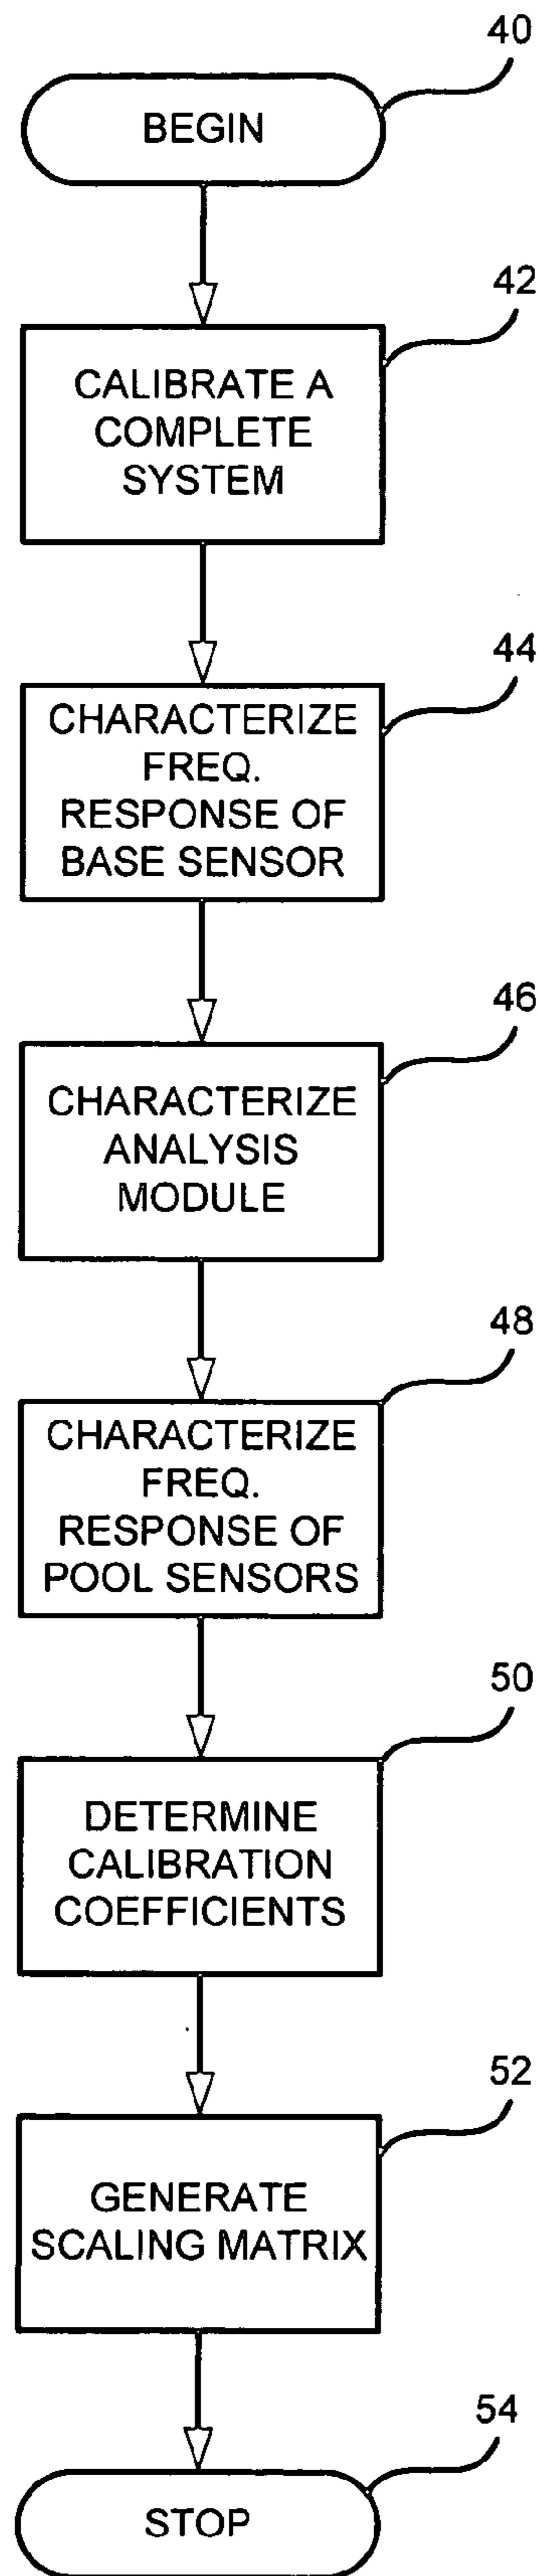 40
BEGIN
42
CALIBRATE A
COMPLETE
SYSTEM
44
CHARACTERIZE
FREQ.
RESPONSE OF
BASE SENSOR
46
CHARACTERIZE
ANALYSIS
MODULE
48
CHARACTERIZE
FREQ.
RESPONSE OF
POOL SENSORS
50
DETERMINE
CALIBRATION
COEFFICIENTS
52
GENERATE
SCALING MATRIX
54
STOP